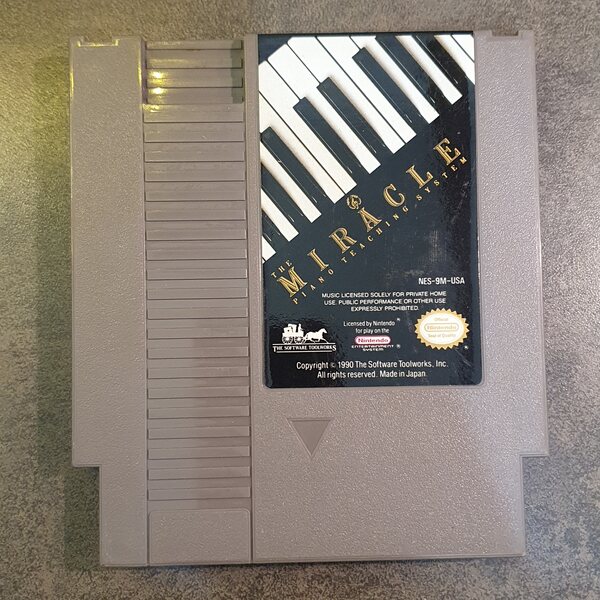 THE
MIRACLE
PIANO TEACHING SYSTEM
NES-9M-USA
MUSIC LICENSED SOLELY FOR PRIVATE HOME
USE. PUBLIC PERFORMANCE OR OTHER USE
EXPRESSLY PROHIBITED.
Licensed by Nintendo®
for play on the
Nintendo
ENTERTAINMENT
SYSTEM
Official
Nintendo
Seal of Quality
THE SOFTWARE TOOLWORKS
Copyright © 1990 The Software Toolworks, Inc.
All rights reserved. Made in Japan.